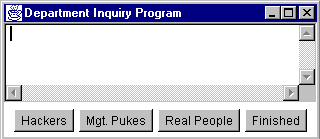 Department Inquiry Program
Hackers Mgt. Pukes Real People Finished